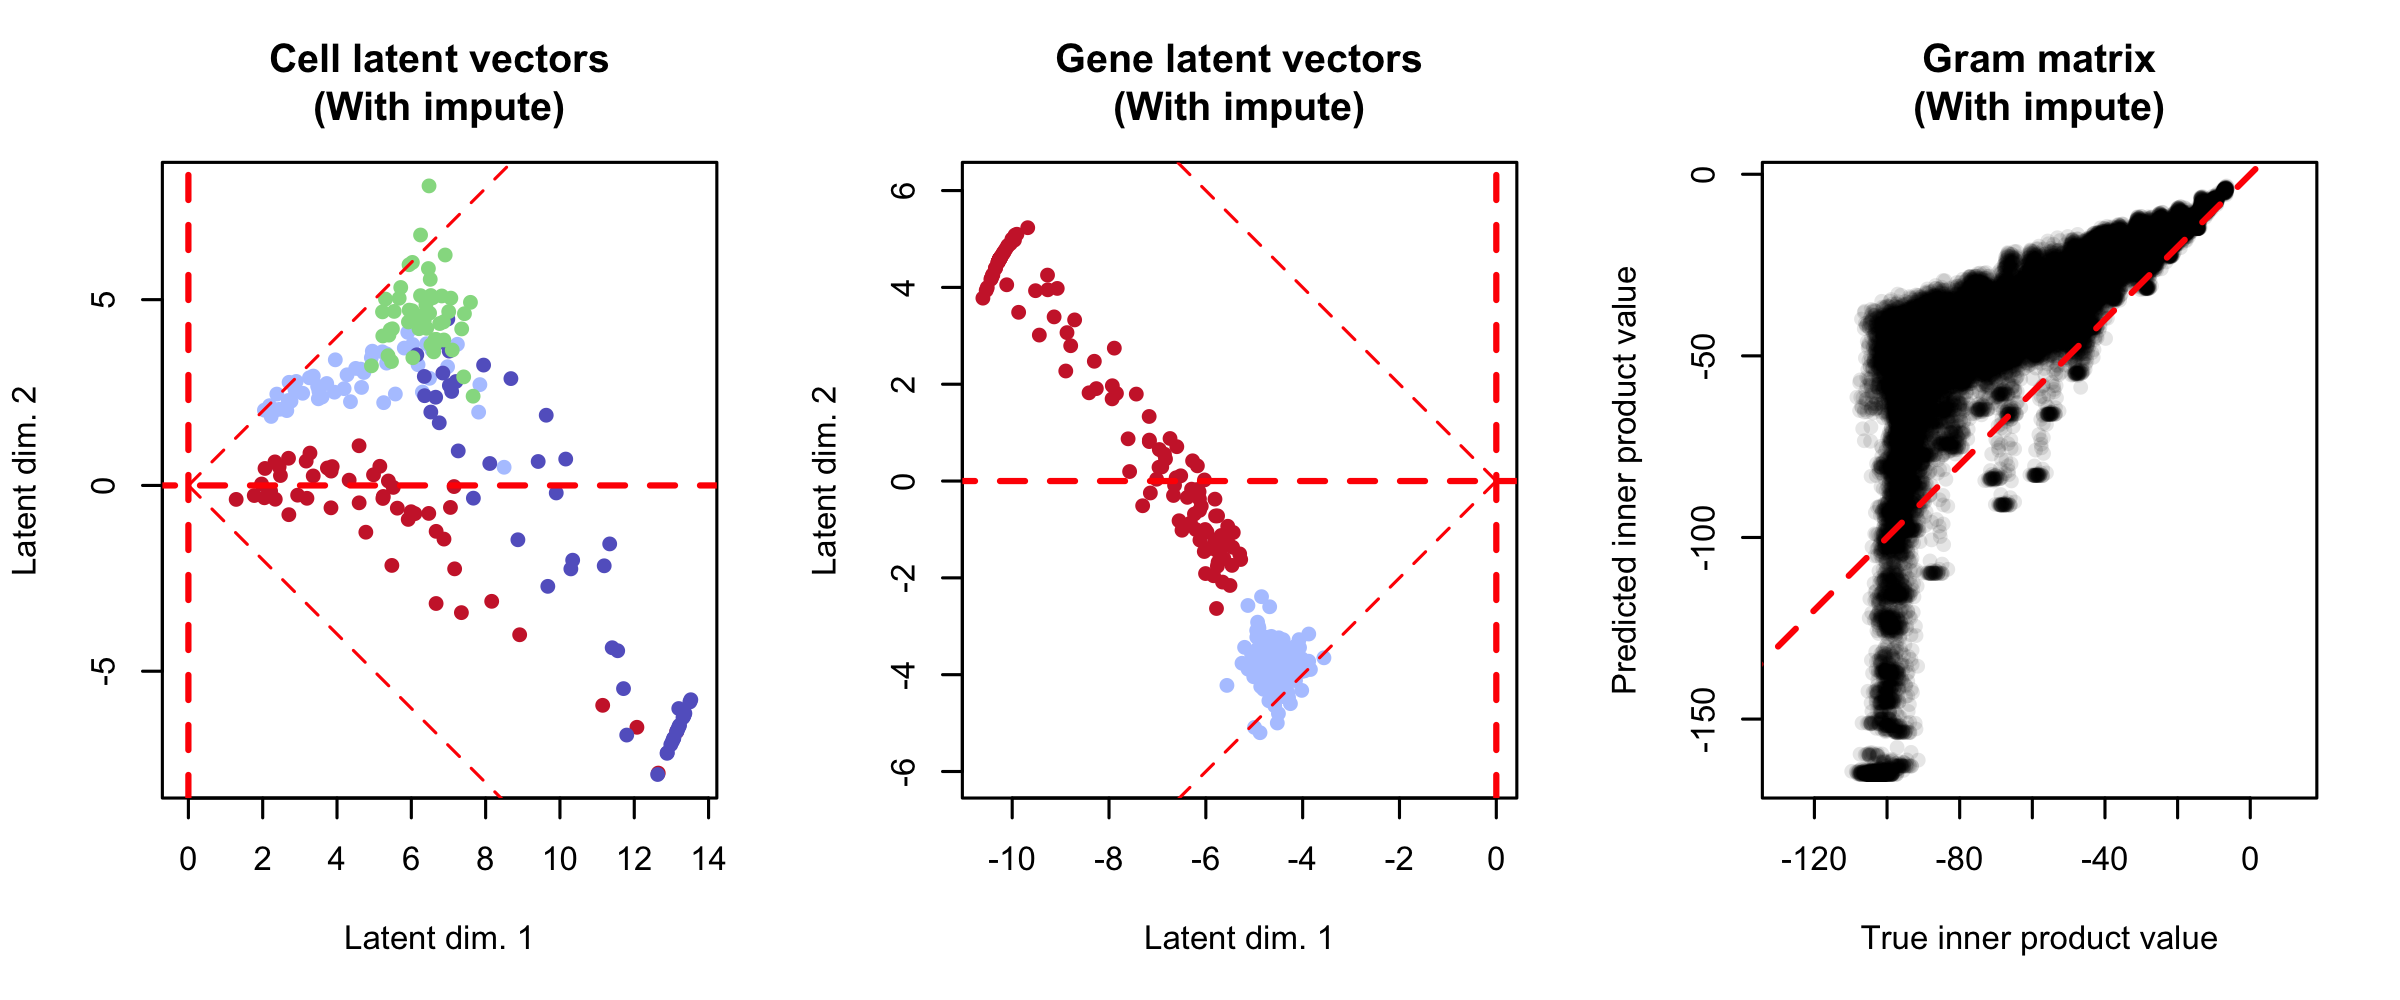 Cell latent vectors
(With impute)
Latent dim. 2
5
0
-5
0 2 4 6 8 10 12 14
Latent dim. 1
Gene latent vectors
(With impute)
Latent dim. 2
6
4
2
0
-2
-4
-6
-10 -8 -6 -4 -2 0
Latent dim. 1
Gram matrix
(With impute)
Predicted inner product value
0
-50
-100
-150
-120 -80 -40 0
True inner product value